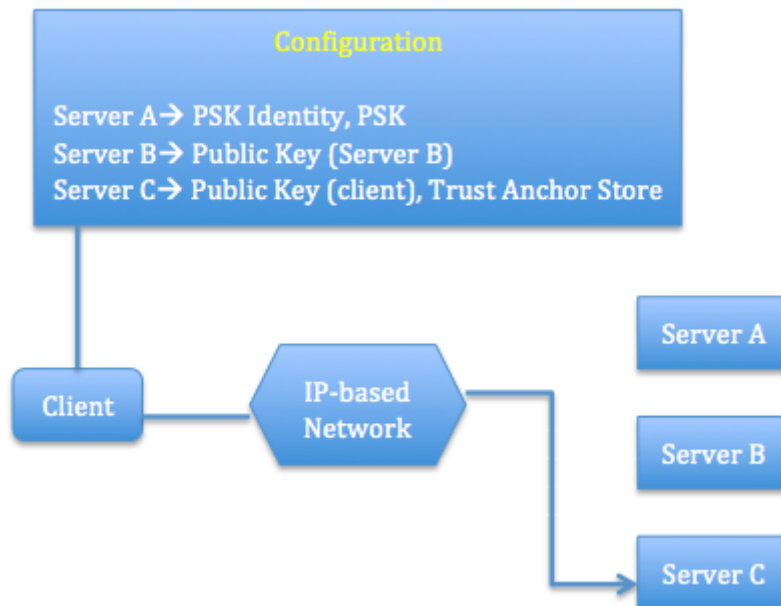 Configuration
Server A→ PSK Identity, PSK
Server B→ Public Key (Server B)
Server C→ Public Key (client), Trust Anchor Store
Server A
Client
IP-based
Network
Server B
Server C